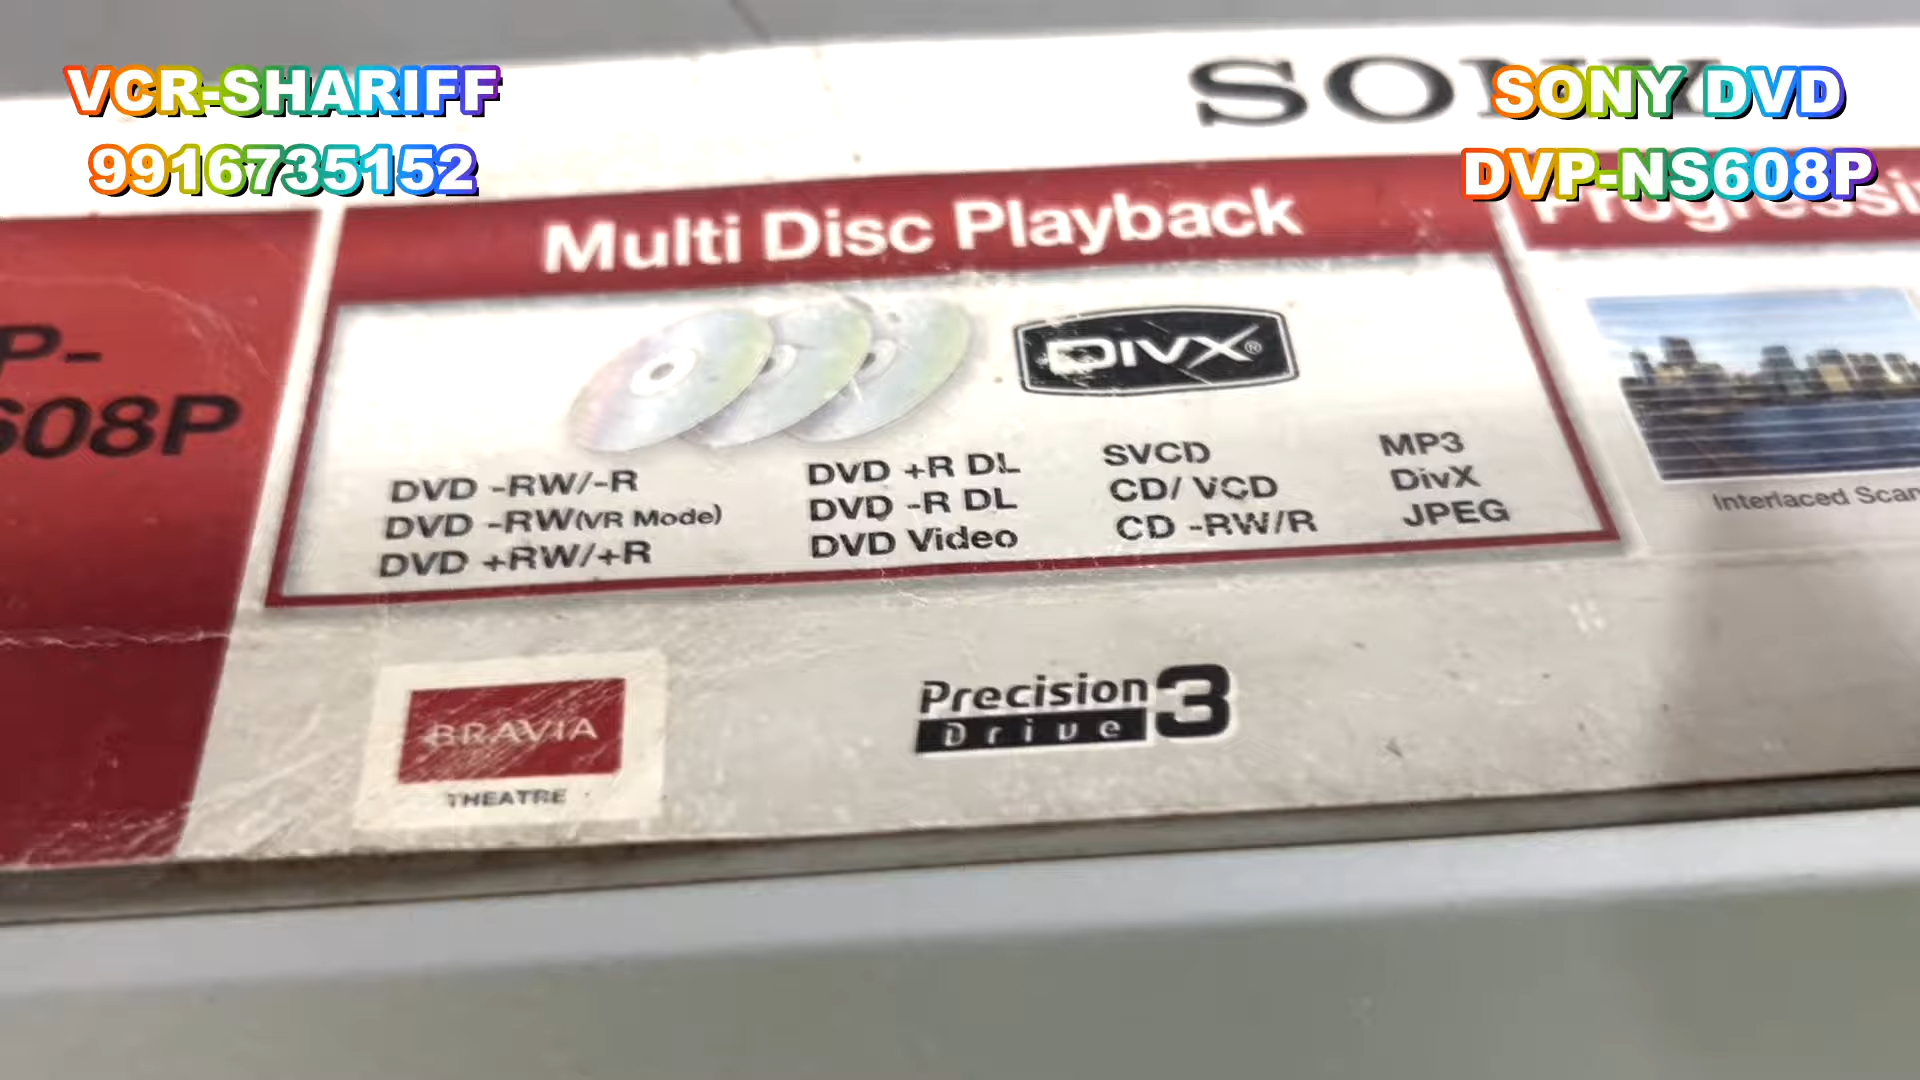 VCR-SHARIFF
9916735152
SONY DVD
DVP-NS608P
SONY
Multi Disc Playback
P-
608P
DIVX®
DVD -RW/-R
DVD -RW(VR Mode)
DVD +RW/+R
DVD +R DL
DVD -R DL
DVD Video
SVCD
CD/ VCD
CD -RW/R
MP3
DivX
JPEG
Interlaced Scan
BRAVIA
THEATRE
Precision
Drive 3